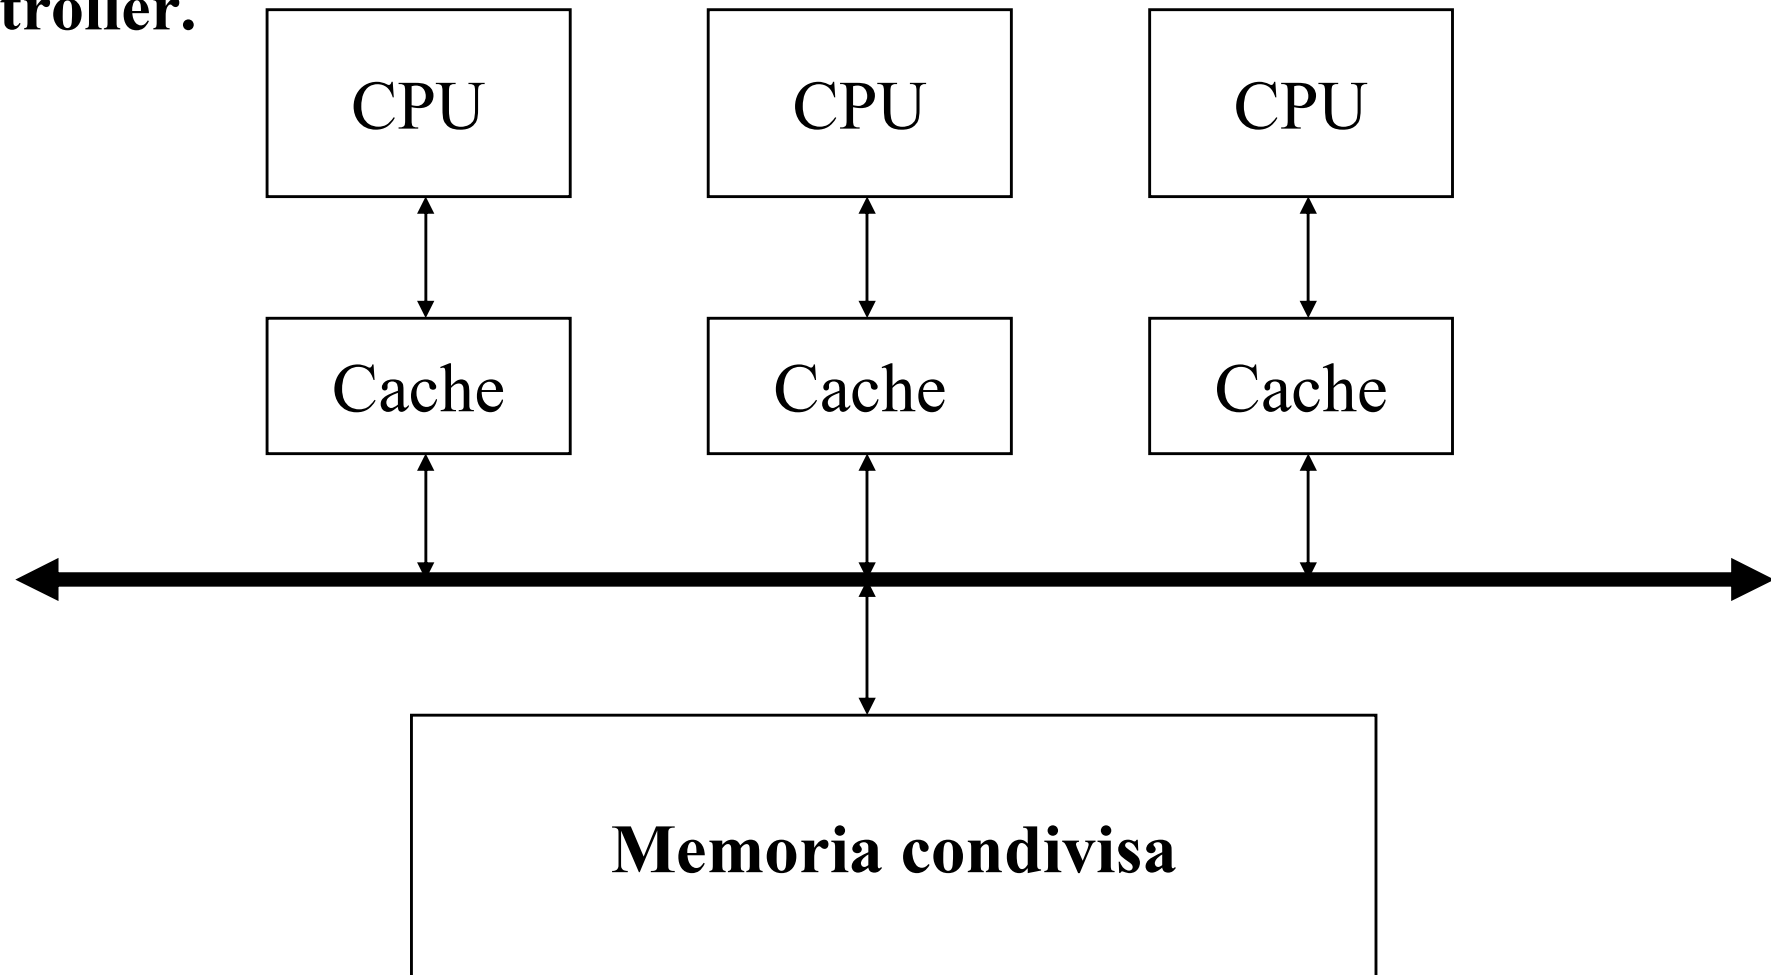 troller.
CPU CPU CPU
Cache Cache Cache
Memoria condivisa